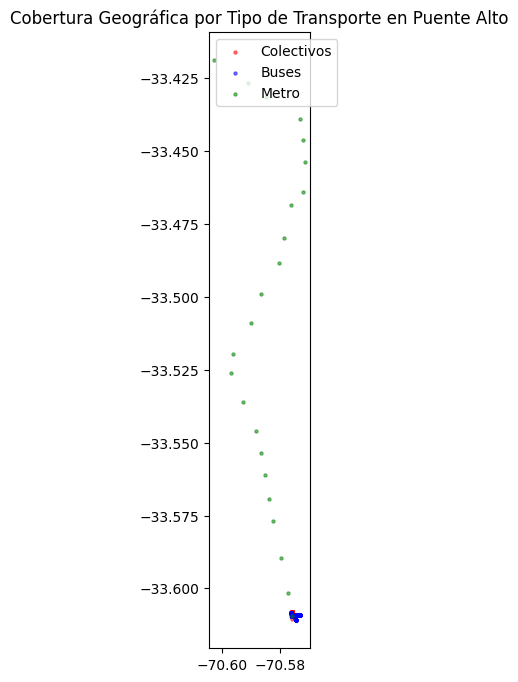 Cobertura Geográfica por Tipo de Transporte en Puente Alto
Colectivos
Buses
Metro
−33.425
−33.450
−33.475
−33.500
−33.525
−33.550
−33.575
−33.600
−70.60
−70.58